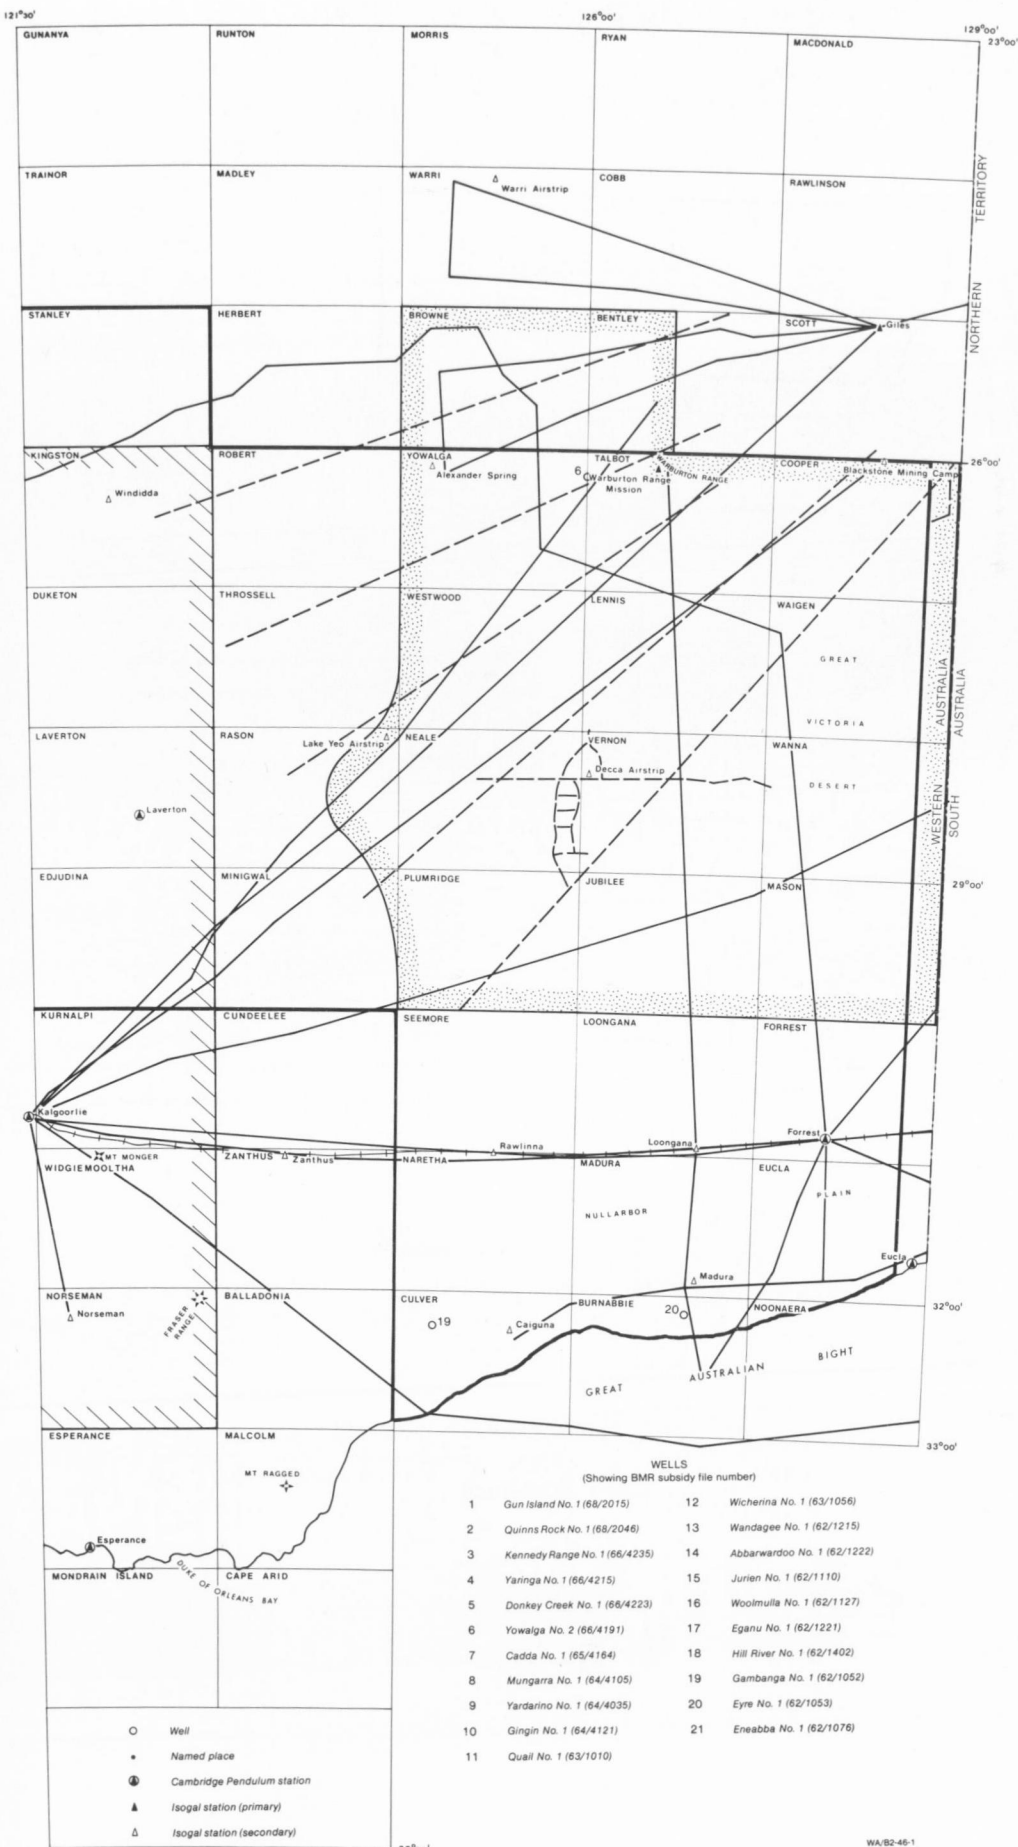 121°30'
126°00'
129°00'
23°00'
GUNANYA
RUNTON
MORRIS
RYAN
MACDONALD
TRAINOR
MADLEY
WARRI
Warri Airstrip
COBB
RAWLINSON
NORTHERN TERRITORY
STANLEY
HERBERT
BROWNE
BENTLEY
SCOTT
Giles
KINGSTON
ROBERT
YOWALGA
TALBOT
COOPER
26°00'
Windidda
Alexander Spring
6
Warburton Range
Mission
WARBURTON RANGE
Blackstone Mining Camp
DUKETON
THROSSELL
WESTWOOD
LENNIS
WAIGEN
GREAT
VICTORIA
DESERT
WESTERN AUSTRALIA
SOUTH AUSTRALIA
LAVERTON
RASON
Lake Yeo Airstrip
NEALE
VERNON
WANNA
Decca Airstrip
Laverton
EDJUDINA
MINIGWAL
PLUMRIDGE
JUBILEE
MASON
29°00'
KURNALPI
CUNDEELEE
SEEMORE
LOONGANA
FORREST
Kalgoorlie
MT MONGER
WIDGIEMOOLTHA
ZANTHUS
Zanthus
NARETHA
Rawlinna
MADURA
Loongana
EUCLA
Forrest
NULLARBOR
PLAIN
Eucla
Madura
NORSEMAN
BALLADONIA
CULVER
BURNABBIE
NOONAERA
32°00'
Norseman
FRASER
RANGE
19
Caiguna
20
GREAT
AUSTRALIAN
BIGHT
33°00'
ESPERANCE
MALCOLM
MT RAGGED
Esperance
MONDRAIN ISLAND
CAPE ARID
DUKE OF ORLEANS BAY
WELLS
(Showing BMR subsidy file number)
1 Gun Island No. 1 (68/2015)
2 Quinns Rock No. 1 (68/2046)
3 Kennedy Range No. 1 (66/4235)
4 Yaringa No. 1 (66/4215)
5 Donkey Creek No. 1 (66/4223)
6 Yowalga No. 2 (66/4191)
7 Cadda No. 1 (65/4164)
8 Mungarra No. 1 (64/4105)
9 Yardarino No. 1 (64/4035)
10 Gingin No. 1 (64/4121)
11 Quail No. 1 (63/1010)
12 Wicherina No. 1 (63/1056)
13 Wandagee No. 1 (62/1215)
14 Abbarwardoo No. 1 (62/1222)
15 Jurien No. 1 (62/1110)
16 Woolmulla No. 1 (62/1127)
17 Eganu No. 1 (62/1221)
18 Hill River No. 1 (62/1402)
19 Gambanga No. 1 (62/1052)
20 Eyre No. 1 (62/1053)
21 Eneabba No. 1 (62/1076)
Well
Named place
Cambridge Pendulum station
Isogal station (primary)
Isogal station (secondary)
WA/B2-46-1